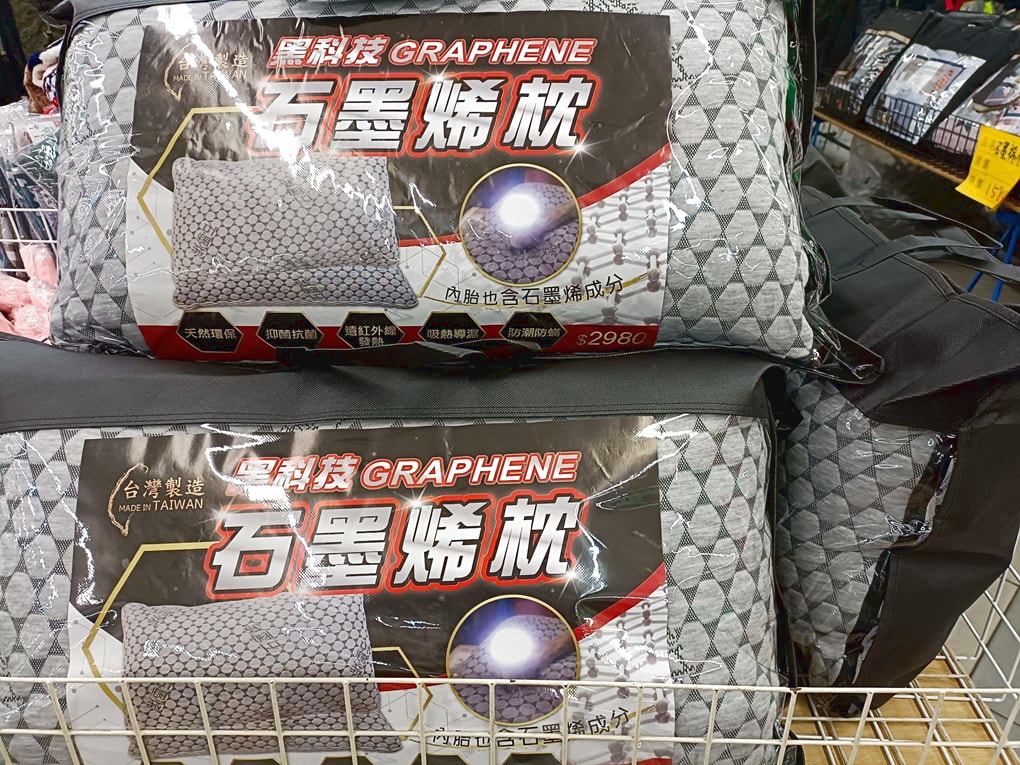 台灣製造
MADE IN TAIWAN
黑科技 GRAPHENE
石墨烯枕
內胎也含石墨烯成分
天然環保
抑菌抗菌
遠紅外線
發熱
吸熱導濕
防潮防蟎
$2980
台灣製造
MADE IN TAIWAN
黑科技 GRAPHENE
石墨烯枕
內胎也含石墨烯成分
石墨烯